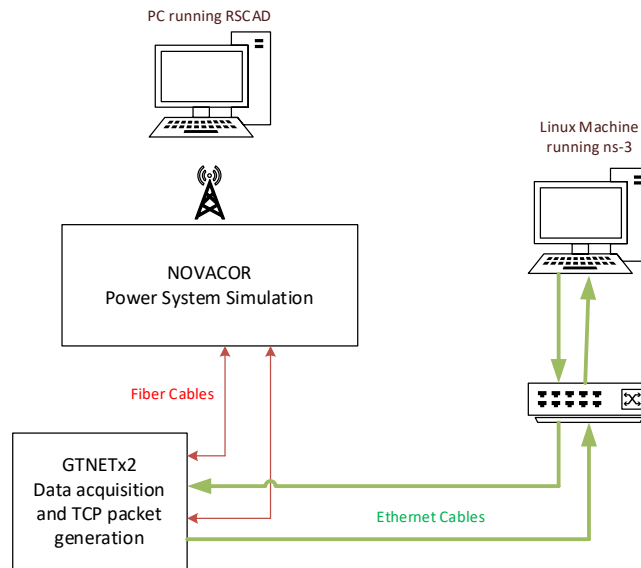 PC running RSCAD
Linux Machine
running ns-3
NOVACOR
Power System Simulation
Fiber Cables
GTNETx2
Data acquisition
and TCP packet
generation
Ethernet Cables